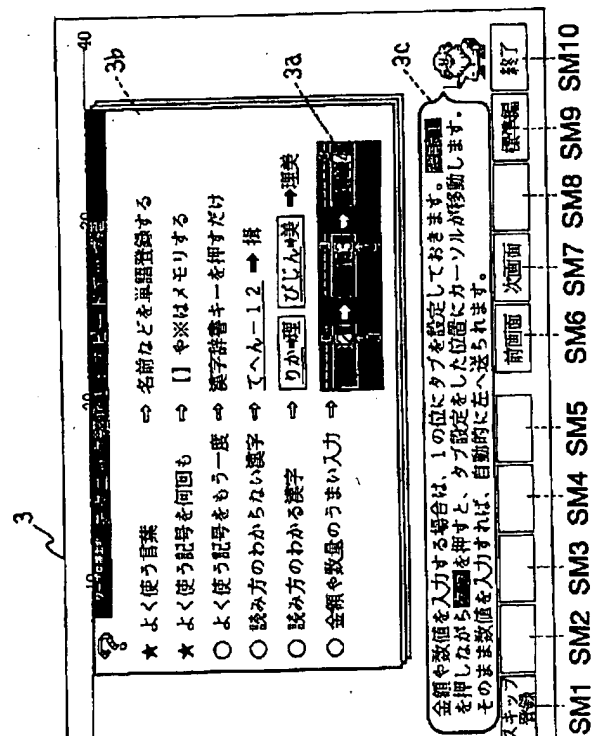 3
40
★ よく使う言葉 ⇨ 名前などを単語登録する
★ よく使う記号を何回も ⇨ [] や※はメモリする
○ よく使う記号をもう一度 ⇨ 漢字辞書キーを押すだけ
○ 読み方のわからない漢字 ⇨ てへん-12 ➡ 揖
○ 読み方のわかる漢字 ⇨ りか➡理 びじん➡美 ➡理美
○ 金額や数量のうまい入力 ⇨
3b
3a
3c
金額や数値を入力する場合は、1の位にタブを設定しておきます。
を押しながら を押すと、タブ設定をした位置にカーソルが移動します。
そのまま数値を入力すれば、自動的に左へ送られます。
スキップ登録 前画面 次画面 標準編 終了
SM1 SM2 SM3 SM4 SM5 SM6 SM7 SM8 SM9 SM10